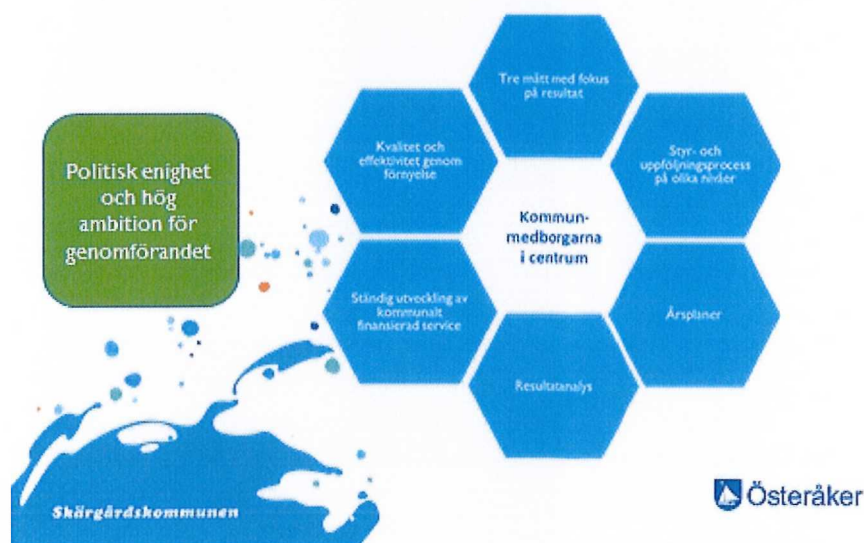 Politisk enighet
och hög
ambition för
genomförandet
Tre mått med fokus
på resultat
Kvalitet och
effektivitet genom
förnyelse
Styr- och
uppföljningsprocess
på olika nivåer
Kommun-
medborgarna
i centrum
Ständig utveckling av
kommunalt
finansierad service
Årsplaner
Resultatanalys
Skärgårdskommunen
Österåker